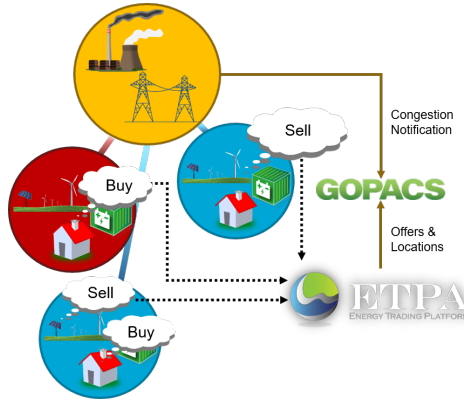 Sell
Congestion
Notification
Buy
GOPACS
Offers &
Locations
Sell
ETPA
ENERGY TRADING PLATFORM
Buy